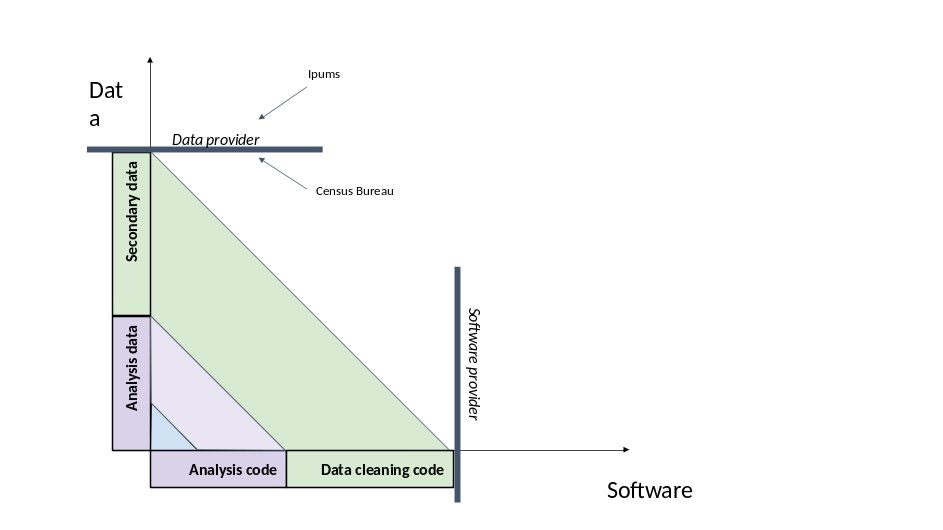 Ipums
Dat
a
Data provider
Census Bureau
Secondary data
Analysis data
Software provider
Analysis code
Data cleaning code
Software